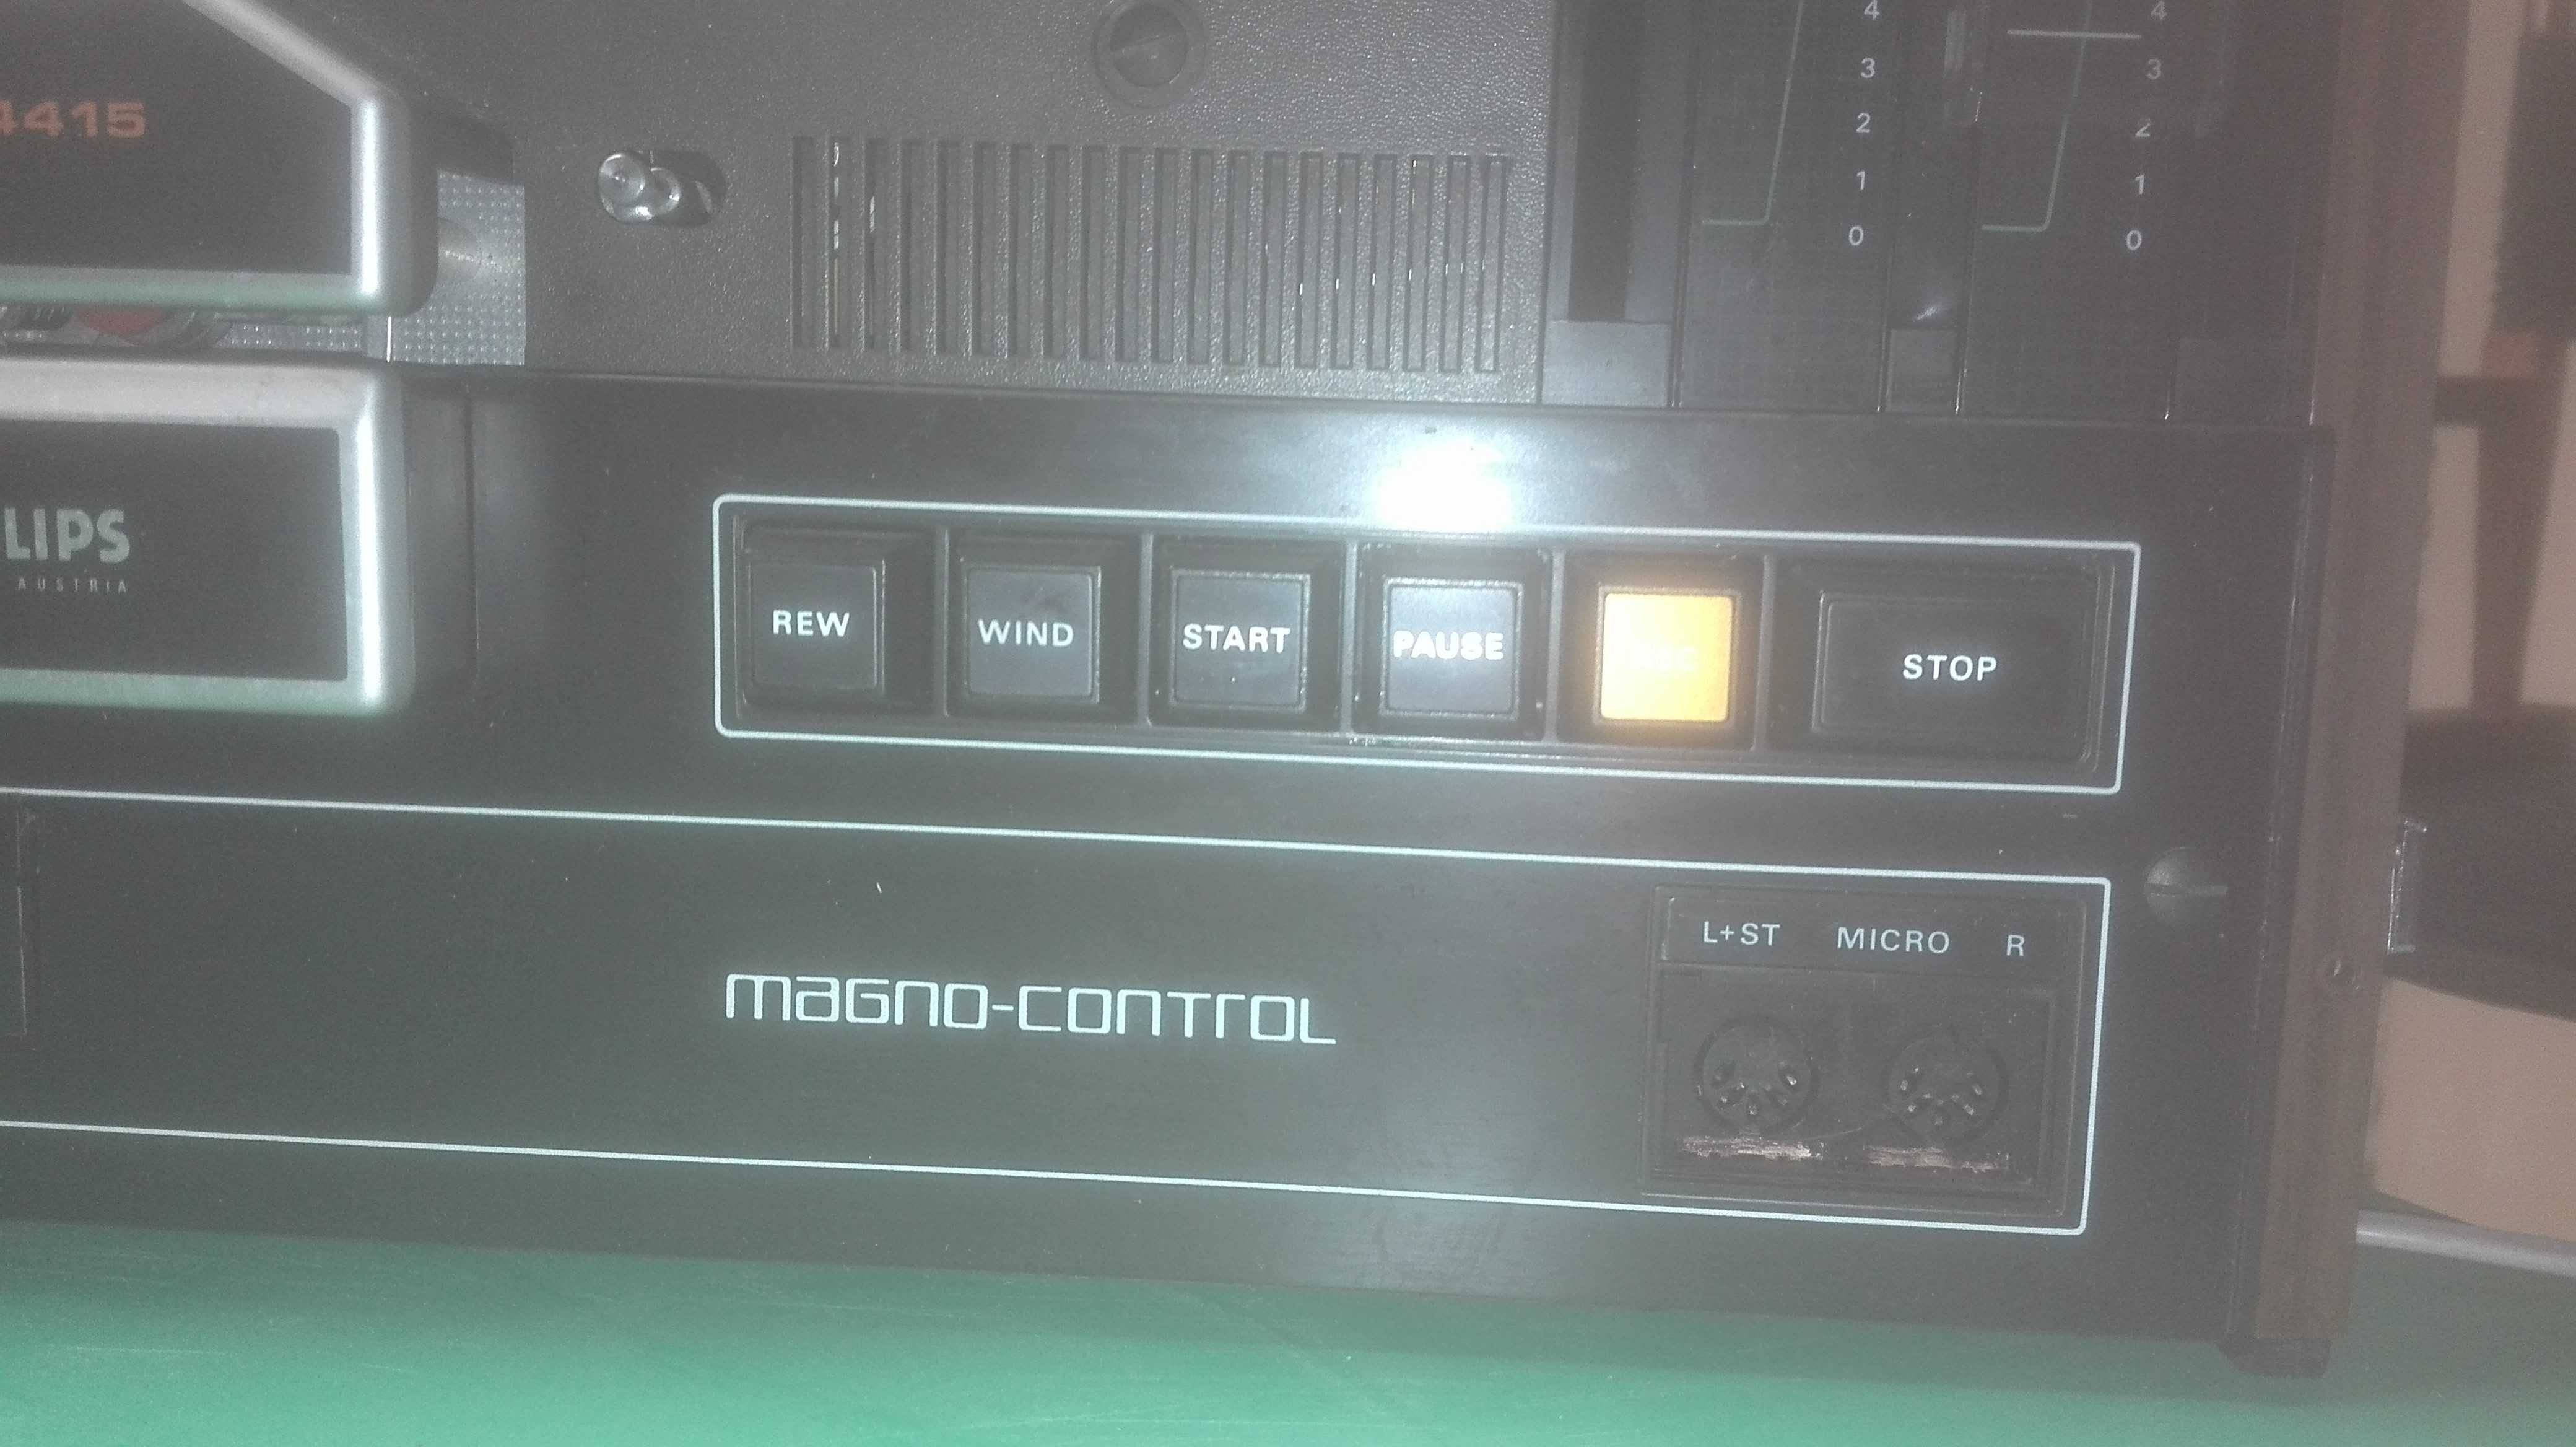 4415
4 4
3 3
2 2
1 1
0 0
LIPS
AUSTRIA
REW WIND START PAUSE REC STOP
L+ST MICRO R
MAGNO-CONTROL